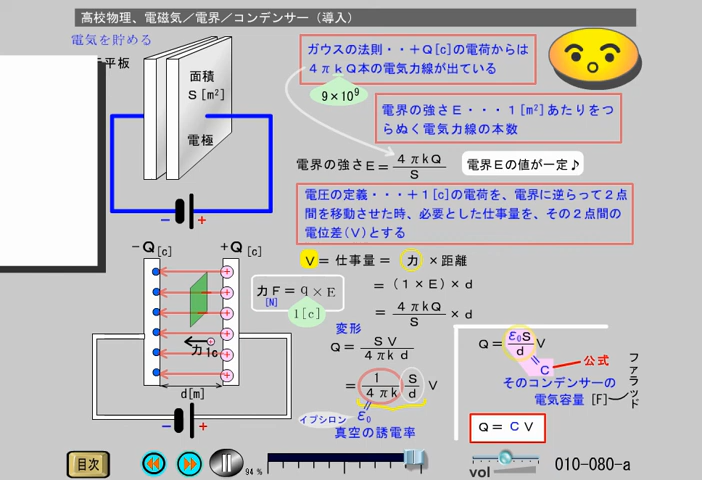 高校物理、電磁気／電界／コンデンサー（導入）
電気を貯める
平板
面積
S[m²]
電極
－ ＋
ガウスの法則・・＋Q[c]の電荷からは
４πkQ本の電気力線が出ている
9×10⁹
電界の強さE・・・１[m²]あたりをつ
らぬく電気力線の本数
電界の強さE＝４πkQ/S
電界Eの値が一定♪
電圧の定義・・・＋１[c]の電荷を、電界に逆らって２点
間を移動させた時、必要とした仕事量を、その２点間の
電位差(V)とする
V＝仕事量＝力×距離
＝(１×E)×d
＝４πkQ/S×d
－Q[c] ＋Q[c]
力F＝q×E
[N]
1[c]
力 1c
d[m]
－ ＋
変形
Q＝SV/４πkd
＝1/４πk S/d V
イプシロン ε₀
真空の誘電率
Q＝ε₀S/d V
C
公式
そのコンデンサーの
電気容量[F]
ファラッド
Q＝CV
目次
94 %
vol
010-080-a